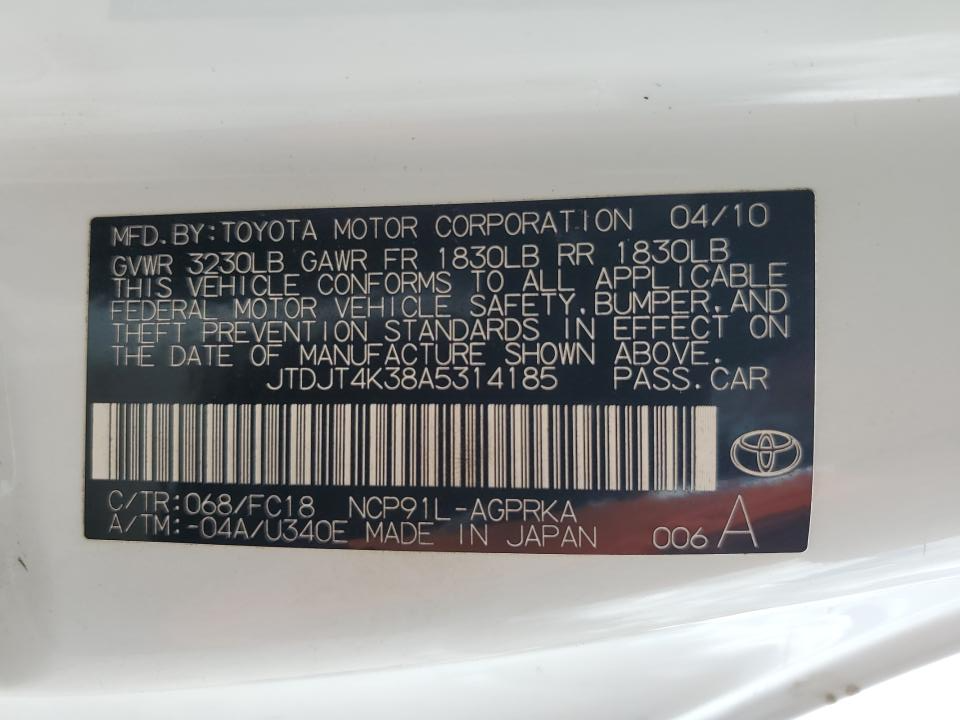 MFD.BY:TOYOTA MOTOR CORPORATION 04/10
GVWR 3230LB GAWR FR 1830LB RR 1830LB
THIS VEHICLE CONFORMS TO ALL APPLICABLE
FEDERAL MOTOR VEHICLE SAFETY,BUMPER,AND
THEFT PREVENTION STANDARDS IN EFFECT ON
THE DATE OF MANUFACTURE SHOWN ABOVE.
JTDJT4K38A5314185 PASS.CAR
C/TR:068/FC18 NCP91L-AGPRKA
A/TM:-04A/U340E MADE IN JAPAN 006 A